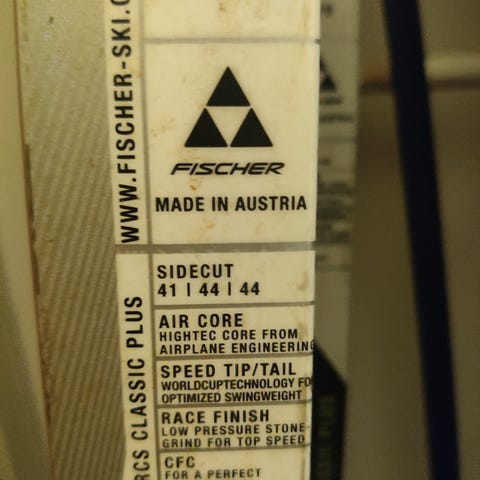 WWW.FISCHER-SKI.C
FISCHER
MADE IN AUSTRIA
RCS CLASSIC PLUS
SIDECUT
41 | 44 | 44
AIR CORE
HIGHTEC CORE FROM
AIRPLANE ENGINEERING
SPEED TIP/TAIL
WORLDCUPTECHNOLOGY FO
OPTIMIZED SWINGWEIGHT
RACE FINISH
LOW PRESSURE STONE-
GRIND FOR TOP SPEED
CFC
FOR A PERFECT